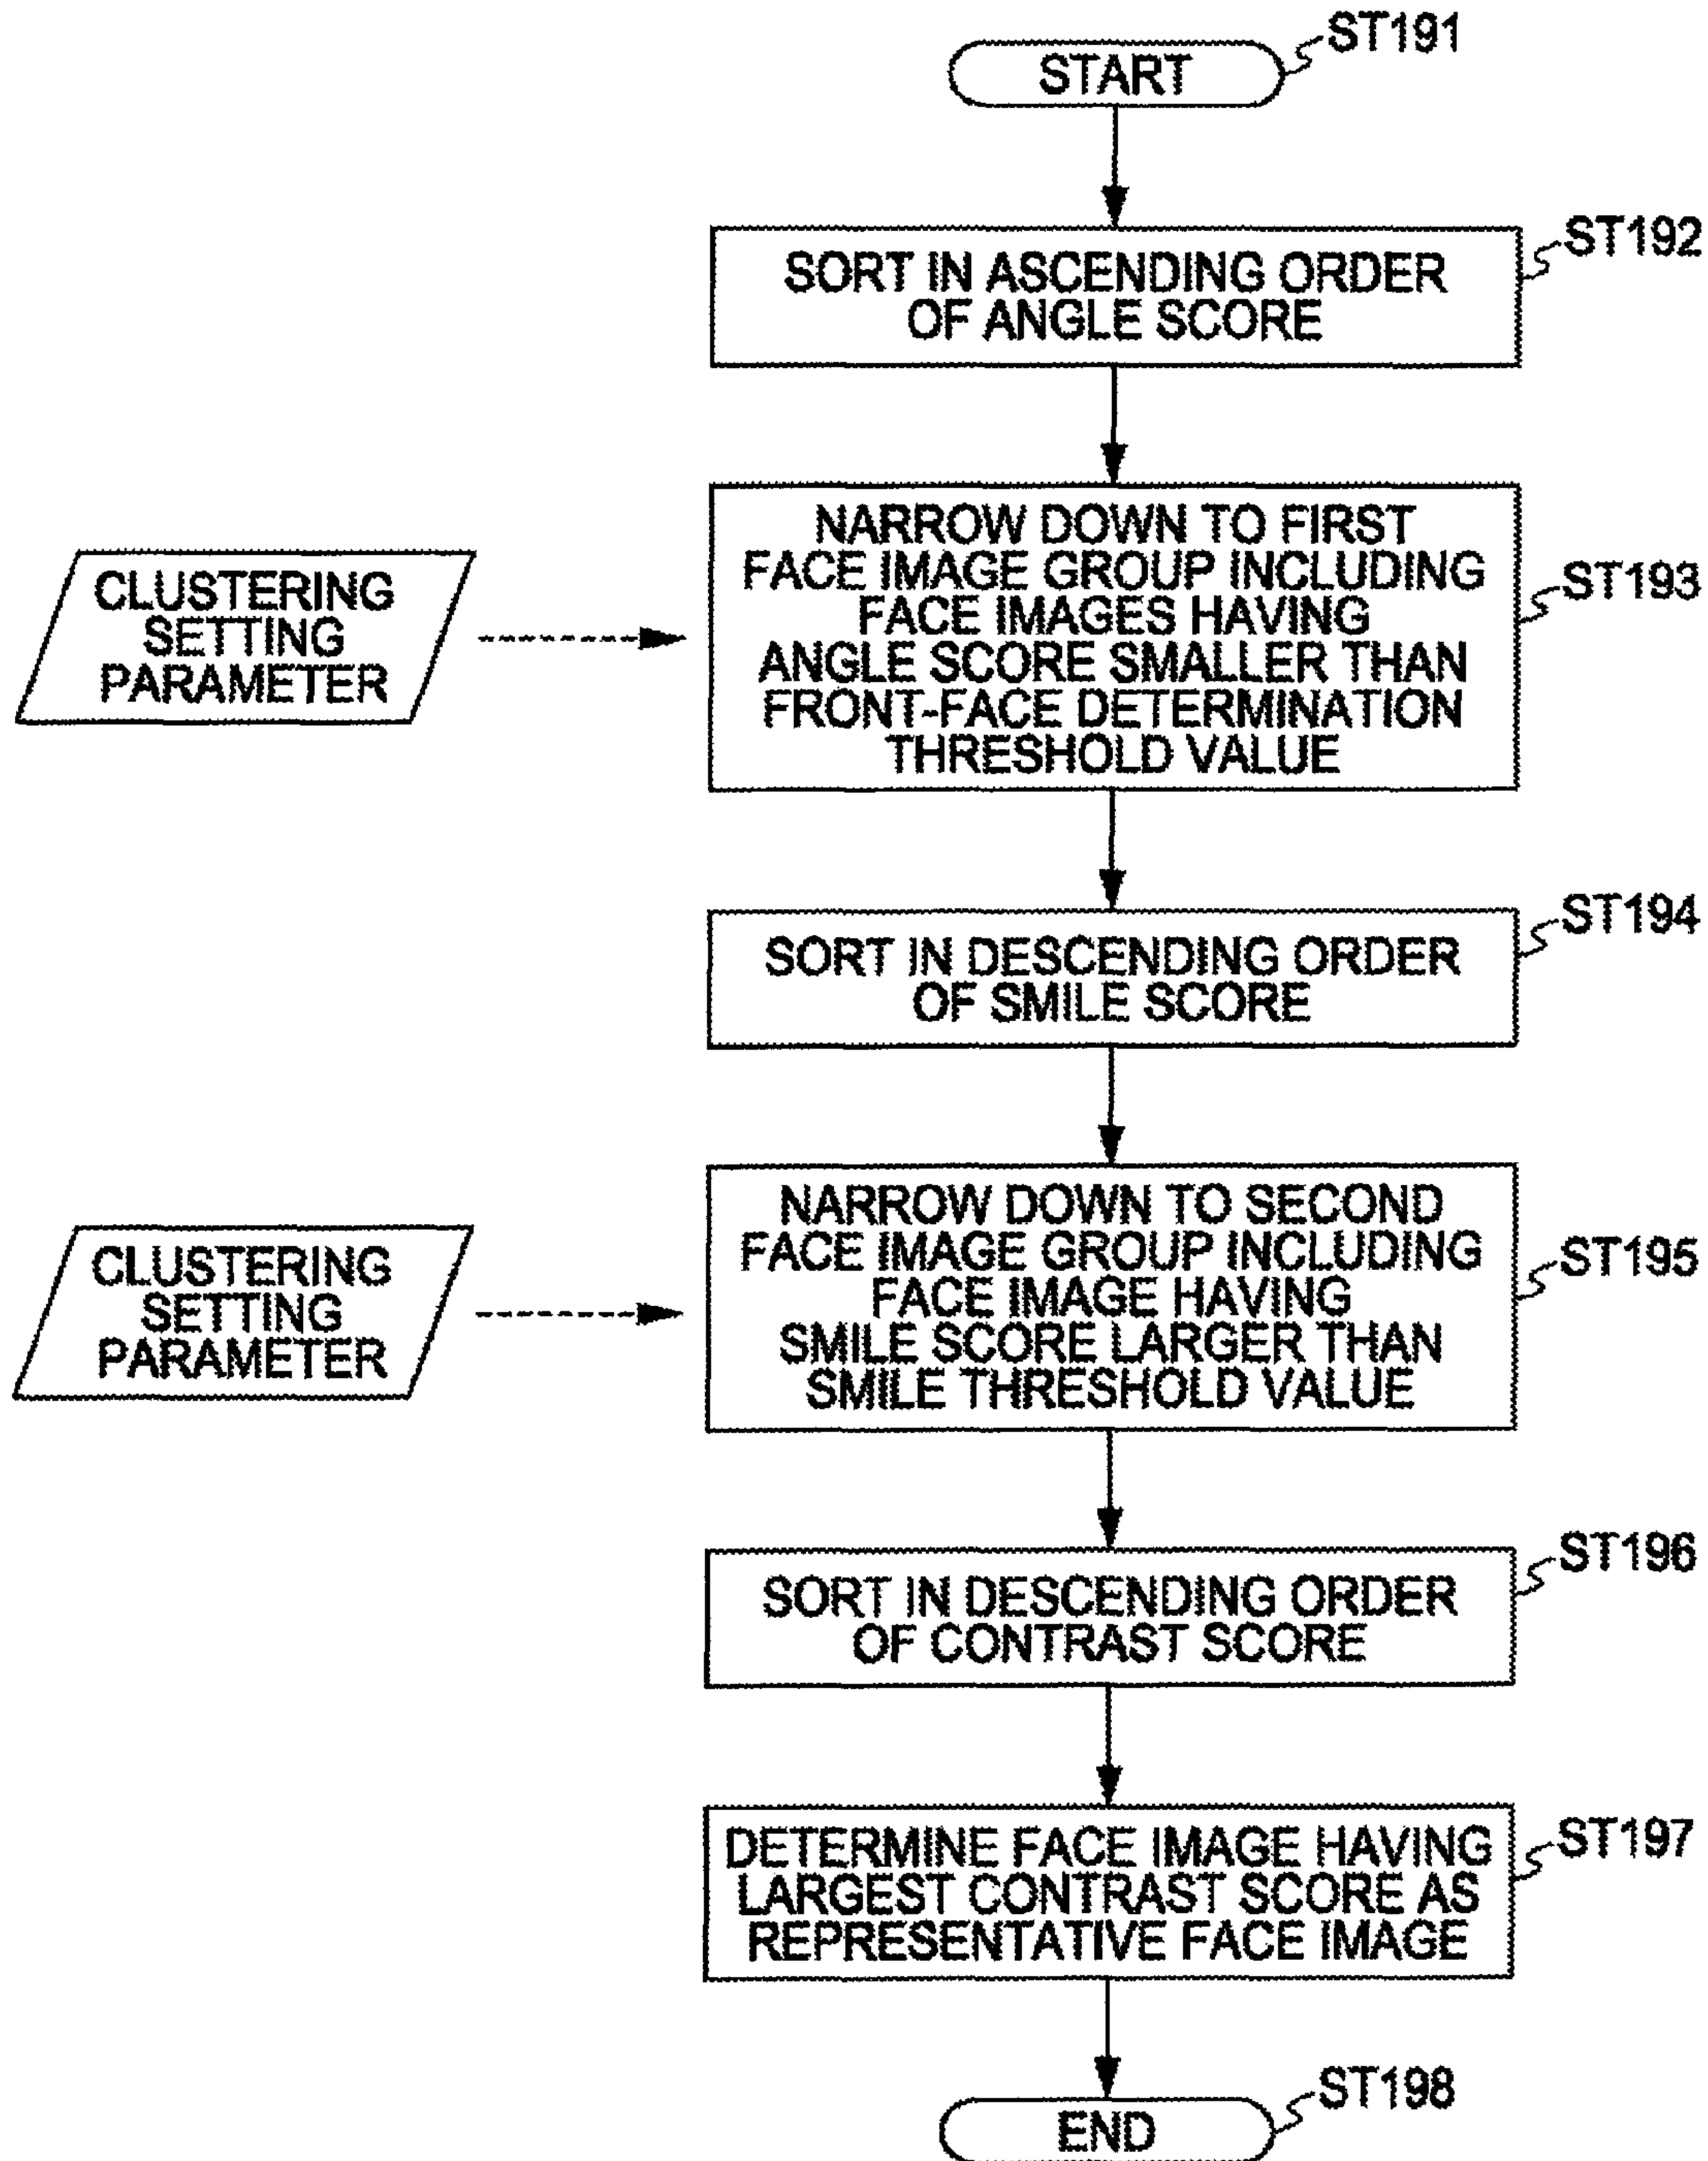 START
ST191
SORT IN ASCENDING ORDER
OF ANGLE SCORE
ST192
NARROW DOWN TO FIRST
FACE IMAGE GROUP INCLUDING
FACE IMAGES HAVING
ANGLE SCORE SMALLER THAN
FRONT-FACE DETERMINATION
THRESHOLD VALUE
ST193
CLUSTERING
SETTING
PARAMETER
SORT IN DESCENDING ORDER
OF SMILE SCORE
ST194
NARROW DOWN TO SECOND
FACE IMAGE GROUP INCLUDING
FACE IMAGE HAVING
SMILE SCORE LARGER THAN
SMILE THRESHOLD VALUE
ST195
CLUSTERING
SETTING
PARAMETER
SORT IN DESCENDING ORDER
OF CONTRAST SCORE
ST196
DETERMINE FACE IMAGE HAVING
LARGEST CONTRAST SCORE AS
REPRESENTATIVE FACE IMAGE
ST197
END
ST198